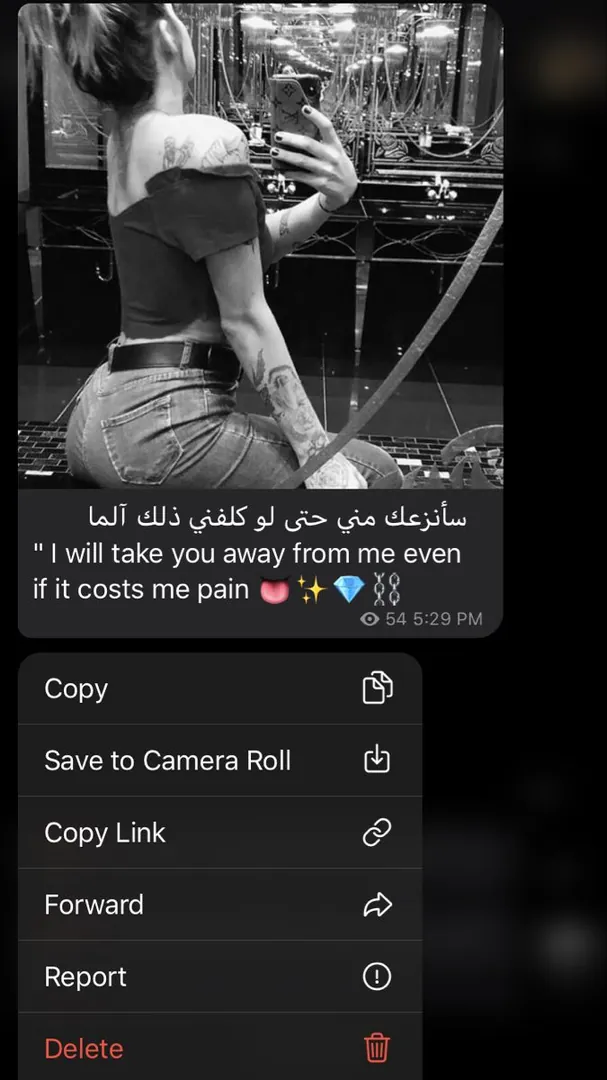 سأنزعك مني حتى لو كلفني ذلك آلما
" I will take you away from me even
if it costs me pain 👅✨💎⛓
54 5:29 PM
Copy
Save to Camera Roll
Copy Link
Forward
Report
Delete